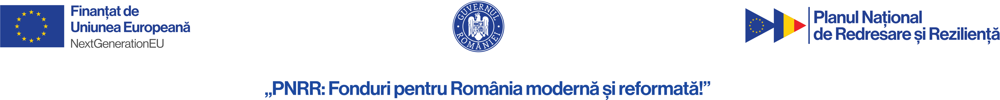 Finanțat de
Uniunea Europeană
NextGenerationEU
GUVERNUL
ROMÂNIEI
Planul Național
de Redresare și Reziliență
„PNRR: Fonduri pentru România modernă și reformată!”